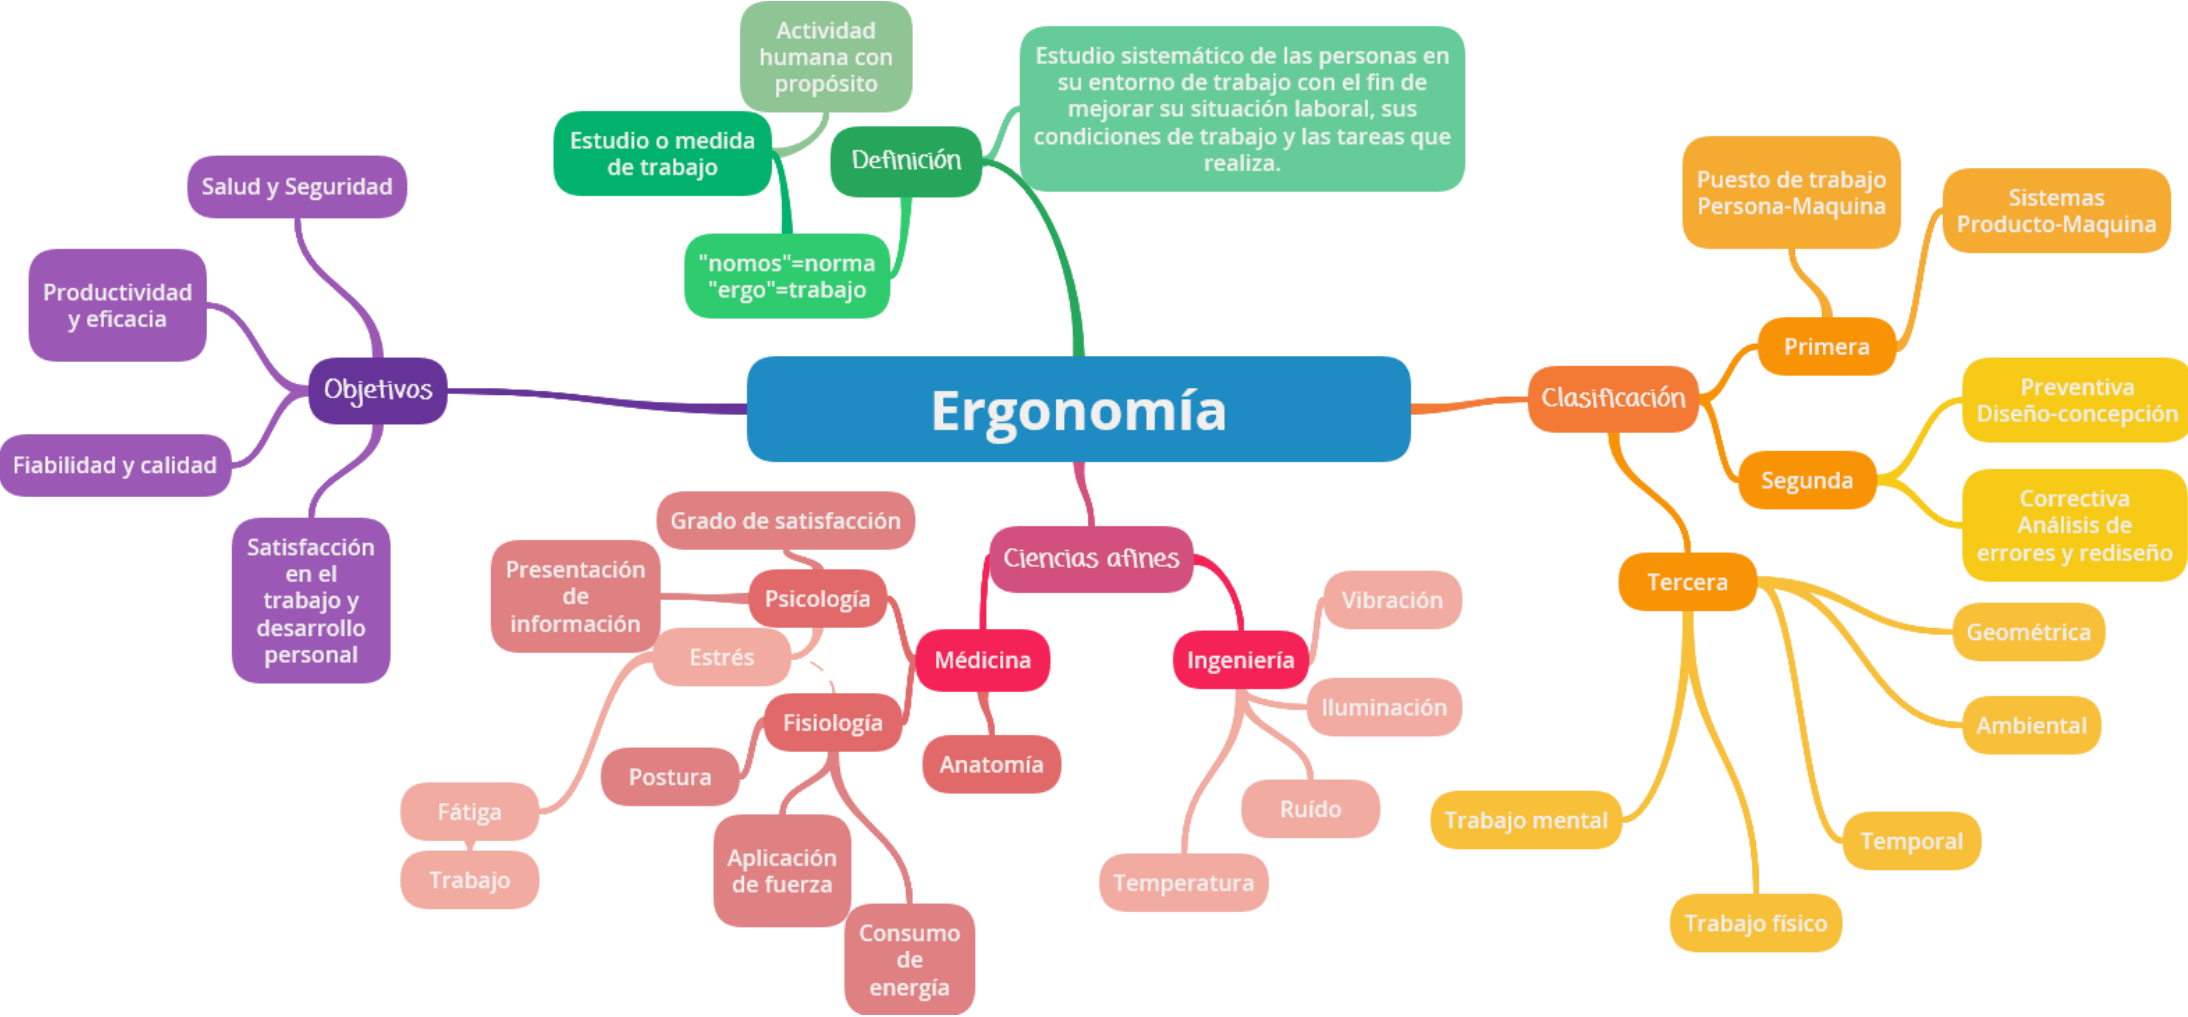 Actividad
humana con
propósito
Estudio sistemático de las personas en
su entorno de trabajo con el fin de
mejorar su situación laboral, sus
condiciones de trabajo y las tareas que
realiza.
Estudio o medida
de trabajo
Definición
"nomos"=norma
"ergo"=trabajo
Salud y Seguridad
Productividad
y eficacia
Objetivos
Fiabilidad y calidad
Satisfacción
en el
trabajo y
desarrollo
personal
Ergonomía
Puesto de trabajo
Persona-Maquina
Sistemas
Producto-Maquina
Primera
Clasificación
Preventiva
Diseño-concepción
Segunda
Correctiva
Análisis de
errores y rediseño
Tercera
Geométrica
Ambiental
Trabajo mental
Temporal
Trabajo físico
Ciencias afines
Grado de satisfacción
Presentación
de
información
Psicología
Estrés
Médicina
Fisiología
Postura
Anatomía
Fátiga
Trabajo
Aplicación
de fuerza
Consumo
de
energía
Ingeniería
Vibración
Iluminación
Ruído
Temperatura